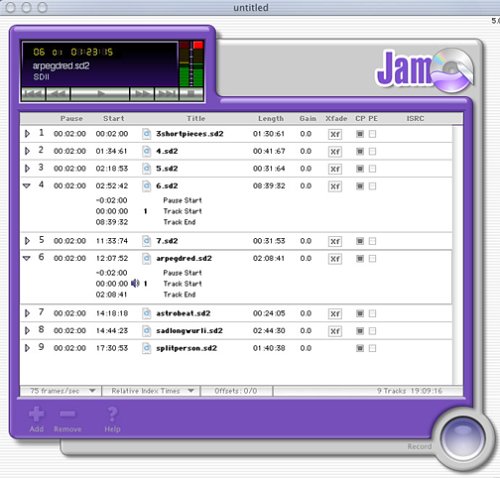 untitled
5.0
06 01 01:23:15
arpegdred.sd2
SDII
Jam
Pause Start Title Length Gain Xfade CP PE ISRC
1 00:02:00 00:02:00 3shortpieces.sd2 01:30:61 0.0 Xf
2 00:02:00 01:34:61 4.sd2 00:41:67 0.0 Xf
3 00:02:00 02:18:53 5.sd2 00:31:64 0.0 Xf
4 00:02:00 02:52:42 6.sd2 08:39:32 0.0 Xf
-0:02:00 Pause Start
00:00:00 1 Track Start
08:39:32 Track End
5 00:02:00 11:33:74 7.sd2 00:31:53 0.0 Xf
6 00:02:00 12:07:52 arpegdred.sd2 02:08:41 0.0 Xf
-0:02:00 Pause Start
00:00:00 1 Track Start
02:08:41 Track End
7 00:02:00 14:18:18 astrobeat.sd2 00:24:05 0.0 Xf
8 00:02:00 14:44:23 sadlongwurli.sd2 02:44:30 0.0 Xf
9 00:02:00 17:30:53 splitperson.sd2 01:40:38 0.0
75 frames/sec Relative Index Times Offsets: 0/0 9 Tracks 19:09:16
Add Remove Help
Record